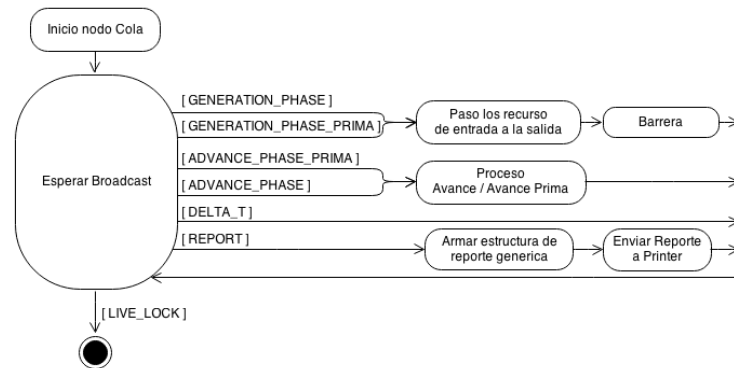 Inicio nodo Cola
[ GENERATION_PHASE ]
[ GENERATION_PHASE_PRIMA ]
Paso los recurso
de entrada a la salida
Barrera
[ ADVANCE_PHASE_PRIMA ]
Esperar Broadcast
[ ADVANCE_PHASE ]
Proceso
Avance / Avance Prima
[ DELTA_T ]
[ REPORT ]
Armar estructura de
reporte generica
Enviar Reporte
a Printer
[ LIVE_LOCK ]